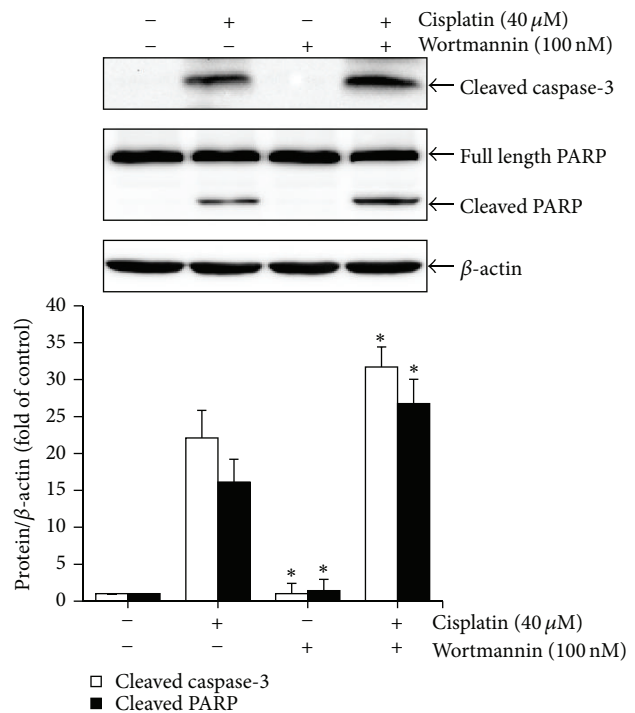 − + − + Cisplatin (40 μM)
− − + + Wortmannin (100 nM)
Cleaved caspase-3
Full length PARP
Cleaved PARP
β-actin
Protein/β-actin (fold of control)
40
35
30
25
20
15
10
5
0
* *
* *
− + − + Cisplatin (40 μM)
− − + + Wortmannin (100 nM)
Cleaved caspase-3
Cleaved PARP